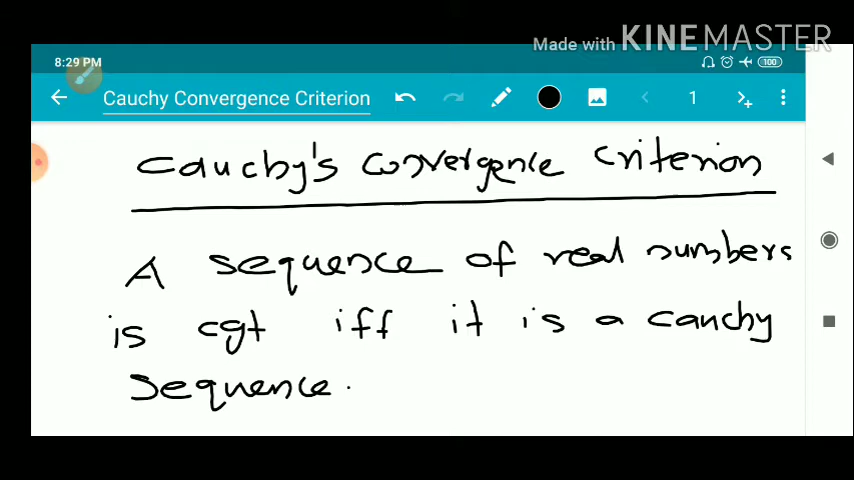 Made with KINEMASTER
8:29 PM 100
Cauchy Convergence Criterion 1
Cauchy's convergence criterion
A sequence of real numbers
is cgt iff it is a cauchy
sequence.